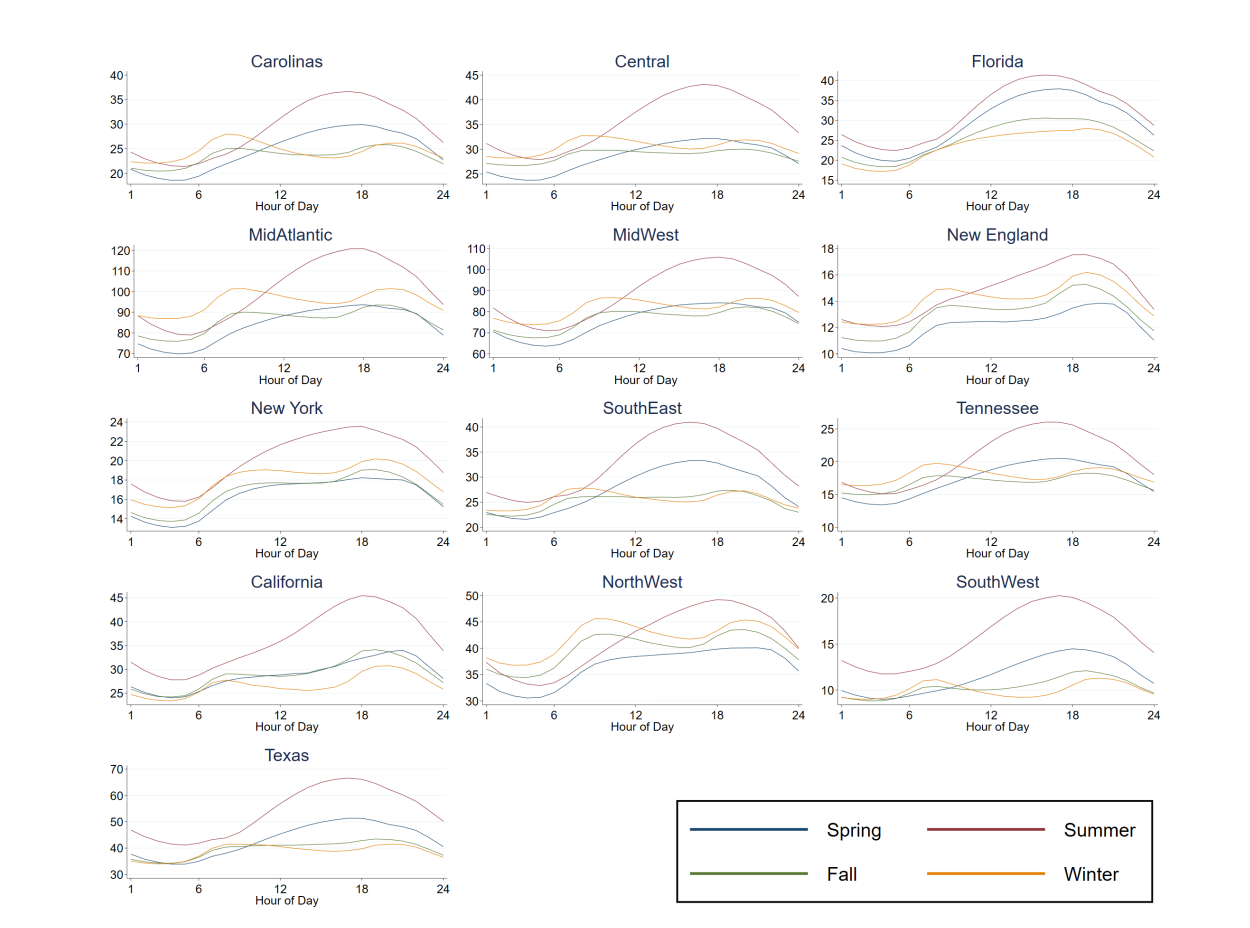 Carolinas
40
35
30
25
20
1 6 12 18 24
Hour of Day
Central
45
40
35
30
25
1 6 12 18 24
Hour of Day
Florida
40
35
30
25
20
15
1 6 12 18 24
Hour of Day
MidAtlantic
120
110
100
90
80
70
1 6 12 18 24
Hour of Day
MidWest
110
100
90
80
70
60
1 6 12 18 24
Hour of Day
New England
18
16
14
12
10
1 6 12 18 24
Hour of Day
New York
24
22
20
18
16
14
1 6 12 18 24
Hour of Day
SouthEast
40
35
30
25
20
1 6 12 18 24
Hour of Day
Tennessee
25
20
15
10
1 6 12 18 24
Hour of Day
California
45
40
35
30
25
1 6 12 18 24
Hour of Day
NorthWest
50
45
40
35
30
1 6 12 18 24
Hour of Day
SouthWest
20
15
10
1 6 12 18 24
Hour of Day
Texas
70
60
50
40
30
1 6 12 18 24
Hour of Day
Spring Summer
Fall Winter